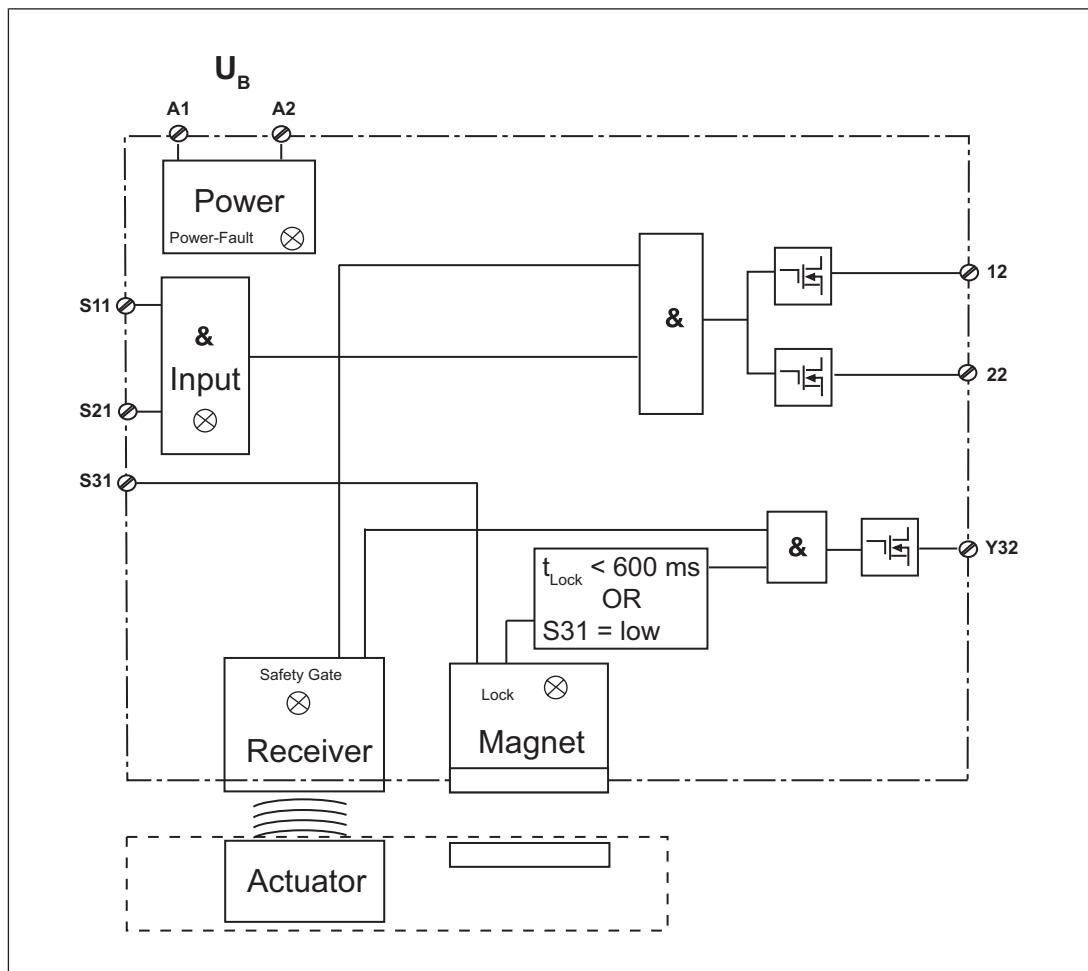 U_B
A1
A2
Power
Power-Fault
S11
&
Input
S21
S31
&
12
22
&
Y32
t_Lock < 600 ms
OR
S31 = low
Safety Gate
Receiver
Lock
Magnet
Actuator